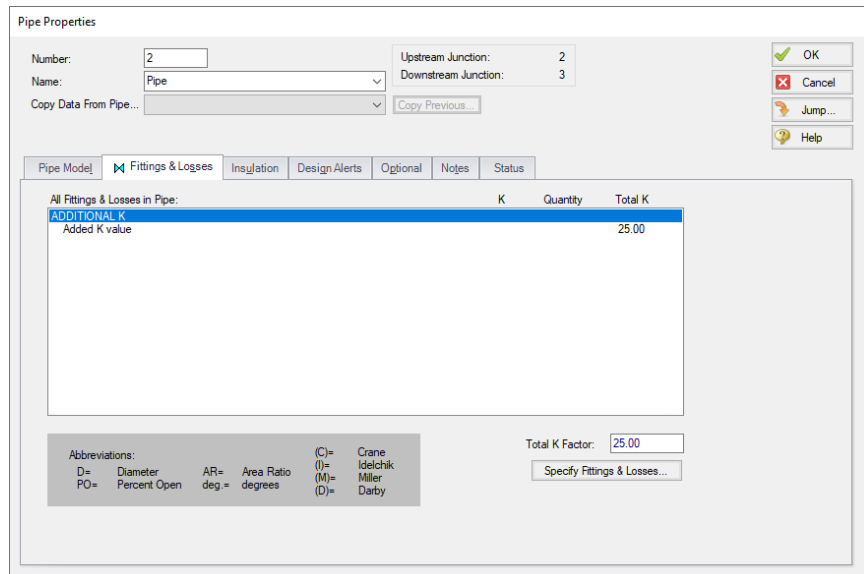 Pipe Properties
Number: 2
Upstream Junction: 2
Name: Pipe
Downstream Junction: 3
Copy Data From Pipe...
Copy Previous...
OK
Cancel
Jump...
Help
Pipe Model Fittings & Losses Insulation Design Alerts Optional Notes Status
All Fittings & Losses in Pipe: K Quantity Total K
ADDITIONAL K
Added K value 25.00
Total K Factor: 25.00
Specify Fittings & Losses...
Abbreviations:
D= Diameter AR= Area Ratio
PO= Percent Open deg.= degrees
(C)= Crane
(I)= Idelchik
(M)= Miller
(D)= Darby